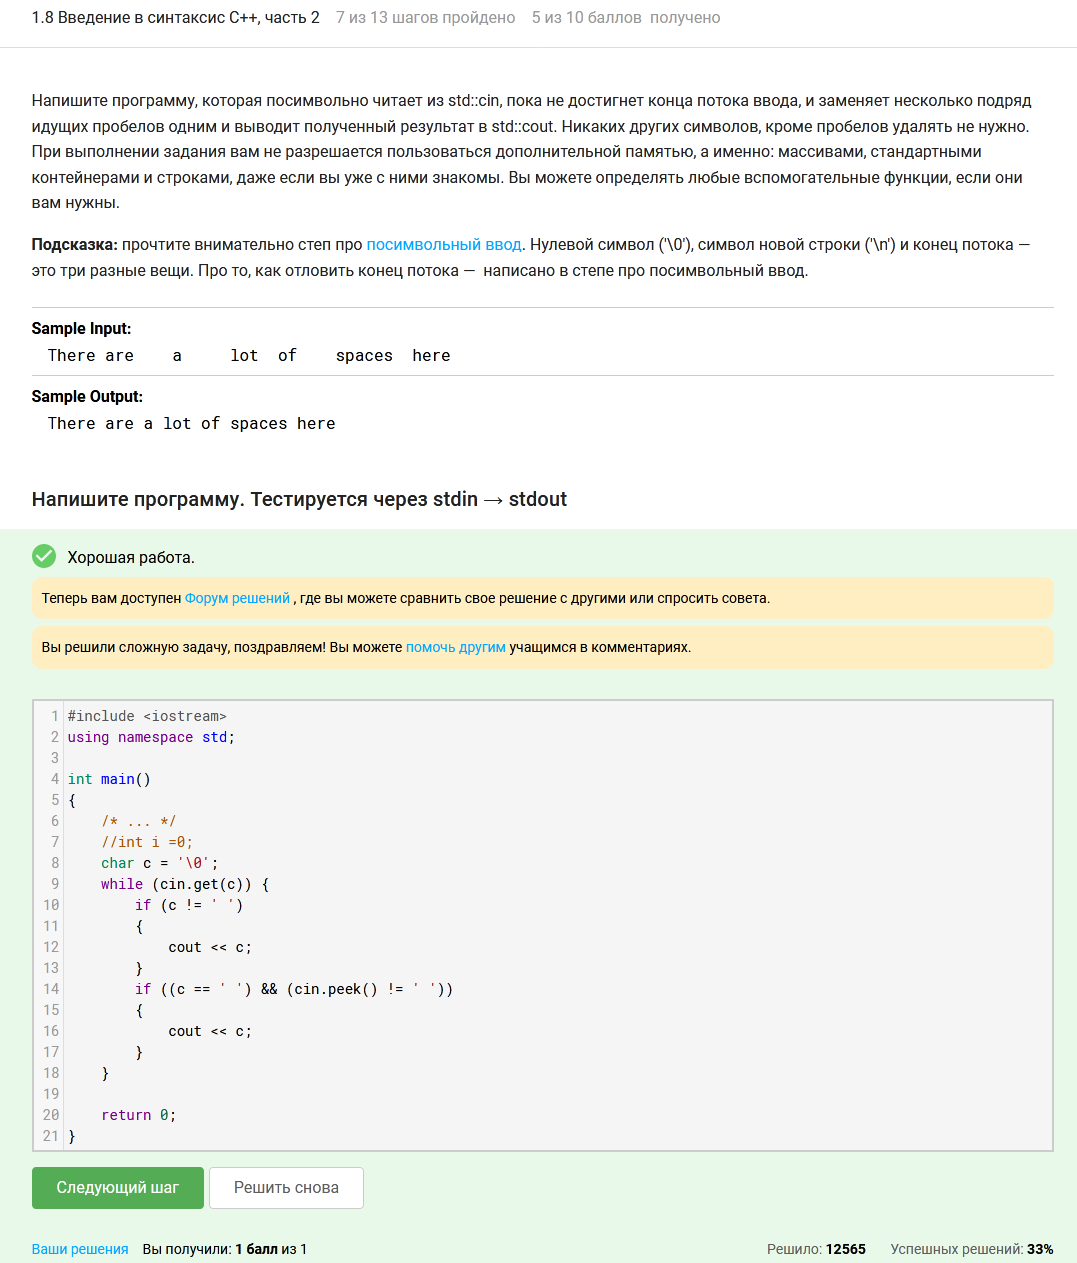 1.8 Введение в синтаксис C++, часть 2 7 из 13 шагов пройдено 5 из 10 баллов получено
Напишите программу, которая посимвольно читает из std::cin, пока не достигнет конца потока ввода, и заменяет несколько подряд
идущих пробелов одним и выводит полученный результат в std::cout. Никаких других символов, кроме пробелов удалять не нужно.
При выполнении задания вам не разрешается пользоваться дополнительной памятью, а именно: массивами, стандартными
контейнерами и строками, даже если вы уже с ними знакомы. Вы можете определять любые вспомогательные функции, если они
вам нужны.
Подсказка: прочтите внимательно степ про посимвольный ввод. Нулевой символ ('\0'), символ новой строки ('\n') и конец потока —
это три разные вещи. Про то, как отловить конец потока — написано в степе про посимвольный ввод.
Sample Input:
There are    a     lot  of    spaces  here
Sample Output:
There are a lot of spaces here
Напишите программу. Тестируется через stdin → stdout
Хорошая работа.
Теперь вам доступен Форум решений , где вы можете сравнить свое решение с другими или спросить совета.
Вы решили сложную задачу, поздравляем! Вы можете помочь другим учащимся в комментариях.
1 #include <iostream>
2 using namespace std;
3
4 int main()
5 {
6     /* ... */
7     //int i =0;
8     char c = '\0';
9     while (cin.get(c)) {
10         if (c != ' ')
11         {
12             cout << c;
13         }
14         if ((c == ' ') && (cin.peek() != ' '))
15         {
16             cout << c;
17         }
18     }
19
20     return 0;
21 }
Следующий шаг Решить снова
Ваши решения Вы получили: 1 балл из 1 Решило: 12565 Успешных решений: 33%